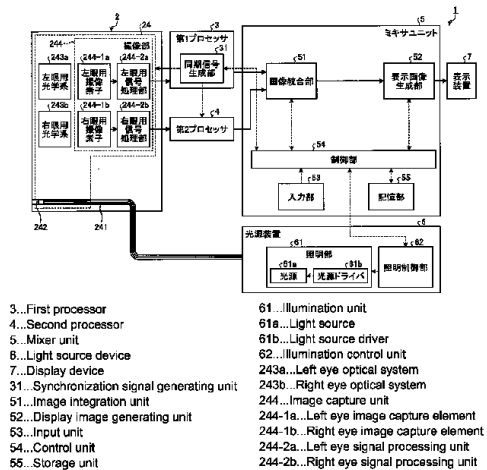 1
2
24
244
撮像部
243a
244-1a
244-2a
左眼用
光学系
左眼用
撮像
素子
左眼用
信号
処理部
243b
244-1b
244-2b
右眼用
光学系
右眼用
撮像
素子
右眼用
信号
処理部
242
241
3
第1プロセッサ
31
同期信号
生成部
4
第2プロセッサ
5
ミキサユニット
51
画像統合部
52
表示画像
生成部
7
表示
装置
54
制御部
53
入力部
55
記憶部
6
光源装置
61
照明部
61a
光源
61b
光源ドライバ
62
照明制御部
3...First processor
4...Second processor
5...Mixer unit
6...Light source device
7...Display device
31...Synchronization signal generating unit
51...Image integration unit
52...Display image generating unit
53...Input unit
54...Control unit
55...Storage unit
61...Illumination unit
61a...Light source
61b...Light source driver
62...Illumination control unit
243a...Left eye optical system
243b...Right eye optical system
244...Image capture unit
244-1a...Left eye image capture element
244-1b...Right eye image capture element
244-2a...Left eye signal processing unit
244-2b...Right eye signal processing unit